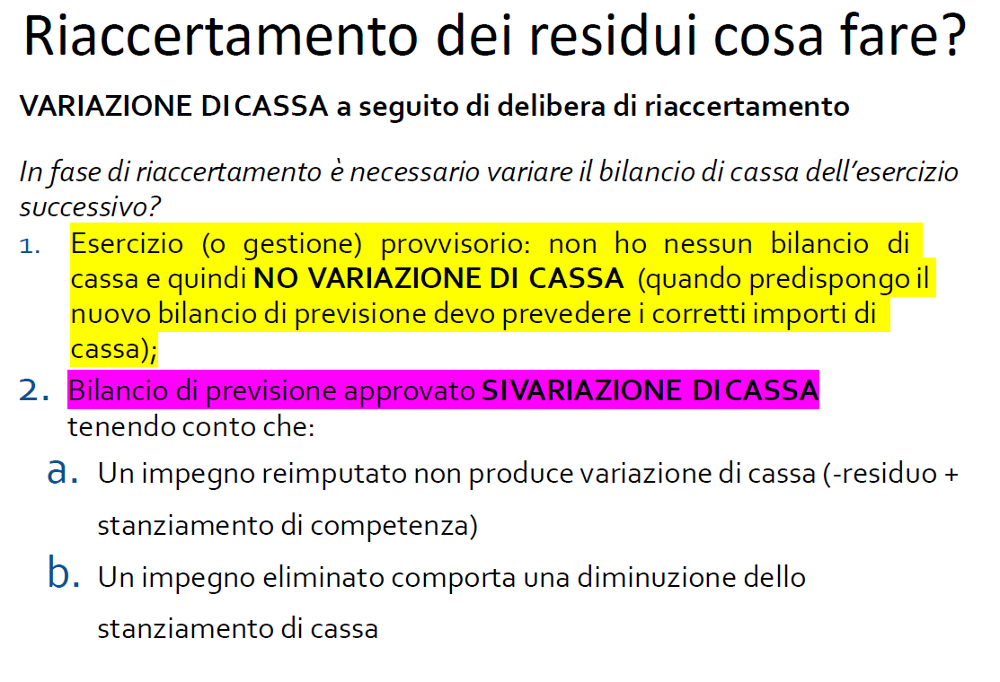 Riaccertamento dei residui cosa fare?
VARIAZIONE DI CASSA a seguito di delibera di riaccertamento
In fase di riaccertamento è necessario variare il bilancio di cassa dell'esercizio
successivo?
1. Esercizio (o gestione) provvisorio: non ho nessun bilancio di
cassa e quindi NO VARIAZIONE DI CASSA (quando predispongo il
nuovo bilancio di previsione devo prevedere i corretti importi di
cassa);
2. Bilancio di previsione approvato SI VARIAZIONE DI CASSA
tenendo conto che:
a. Un impegno reimputato non produce variazione di cassa (-residuo +
stanziamento di competenza)
b. Un impegno eliminato comporta una diminuzione dello
stanziamento di cassa